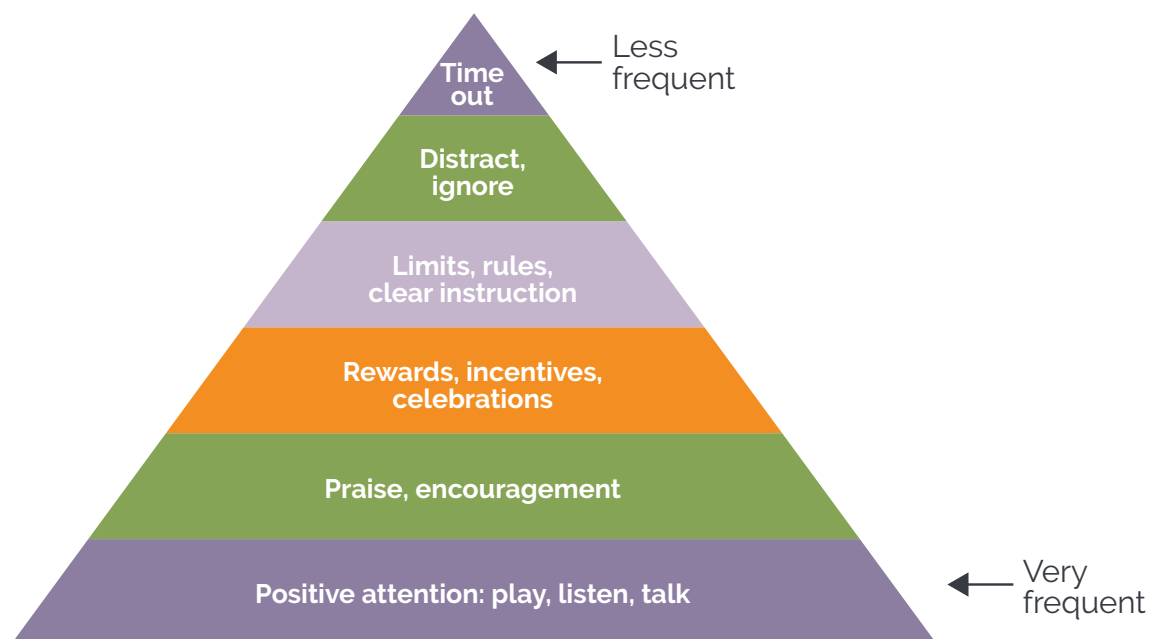 Less
frequent
Time
out
Distract,
ignore
Limits, rules,
clear instruction
Rewards, incentives,
celebrations
Praise, encouragement
Positive attention: play, listen, talk
Very
frequent